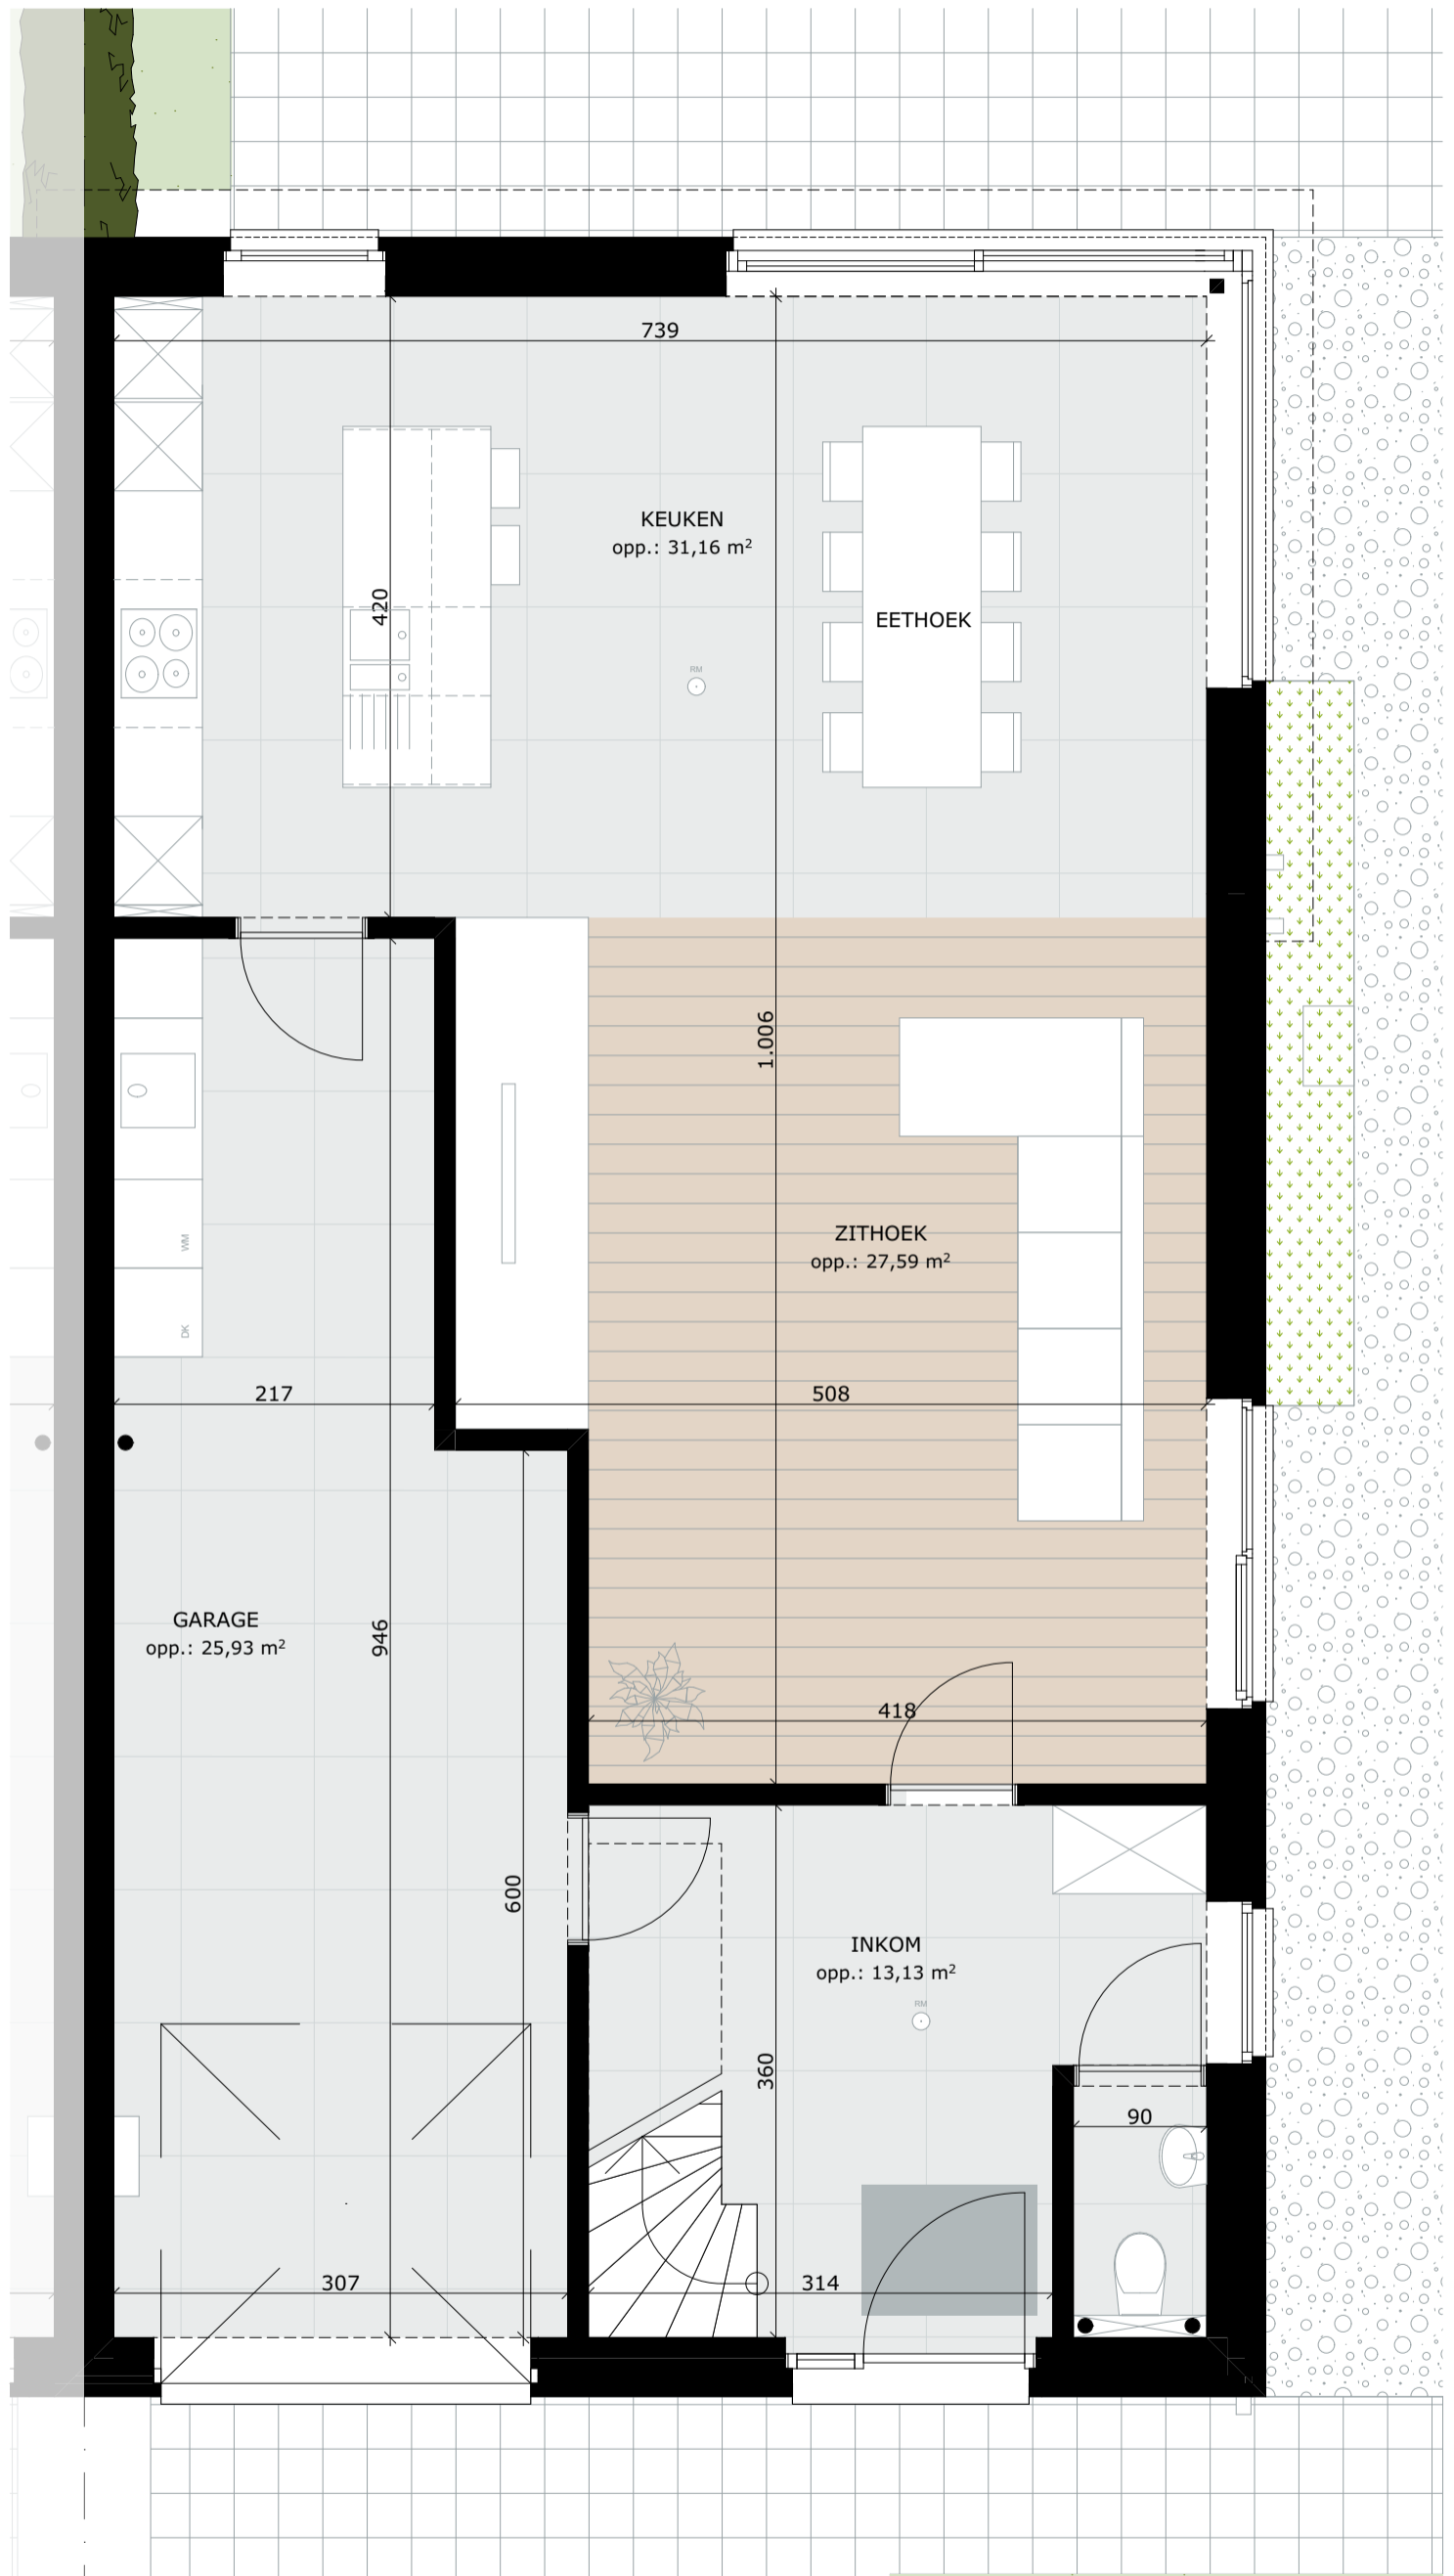 739
KEUKEN
opp.: 31,16 m²
420
EETHOEK
RM
1.006
ZITHOEK
opp.: 27,59 m²
WM
DK
217
508
GARAGE
opp.: 25,93 m²
946
418
600
INKOM
opp.: 13,13 m²
RM
360
90
307
314